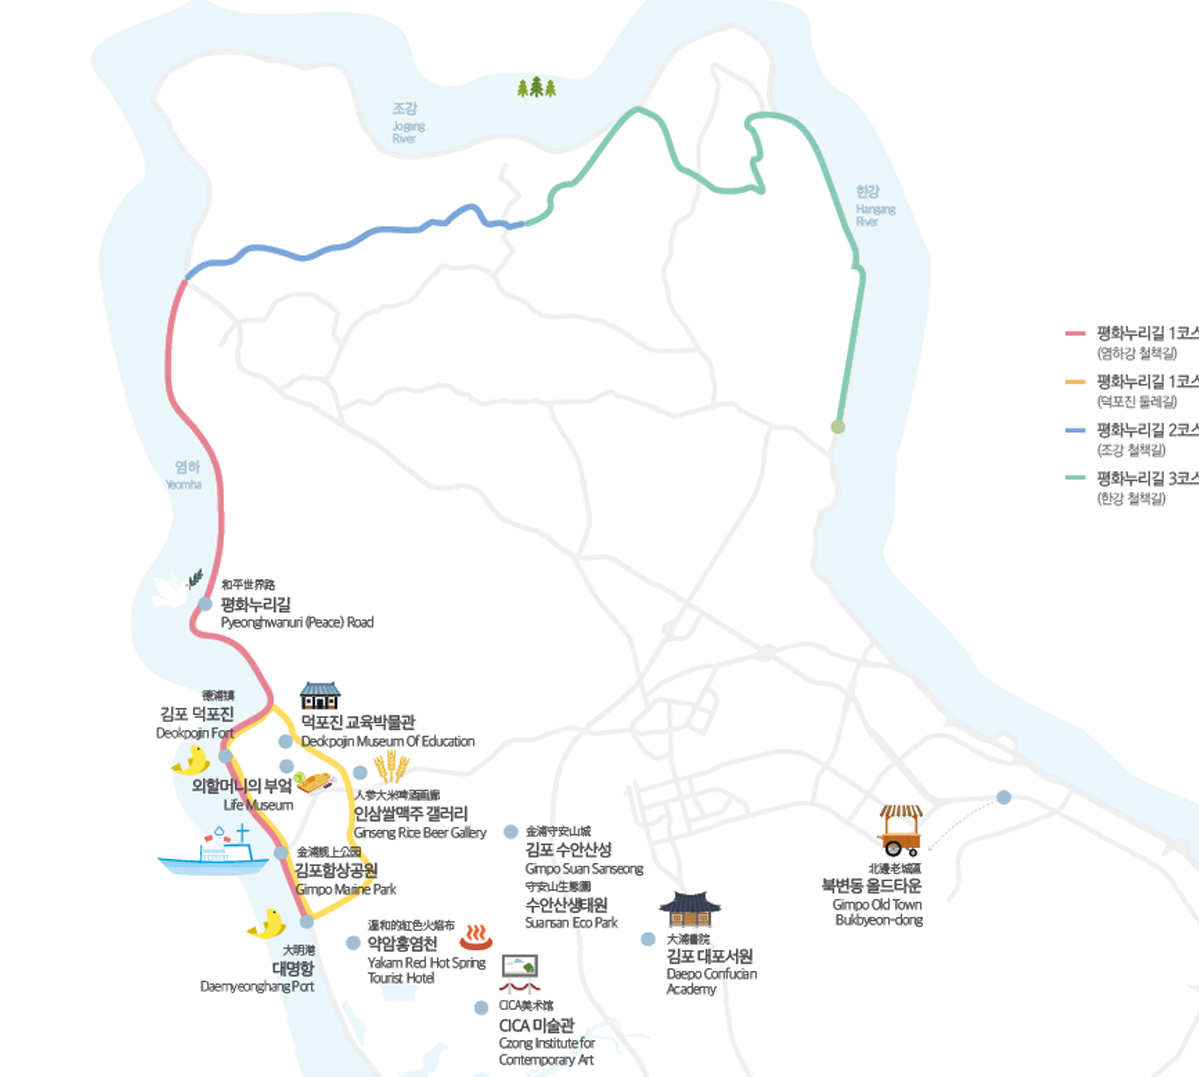 조강
Jogang
River
한강
Hangang
River
평화누리길 1코스
(염하강 철책길)
평화누리길 1코스
(덕포진 둘레길)
평화누리길 2코스
(조강 철책길)
평화누리길 3코스
(한강 철책길)
염하
Yeomha
和平世界路
평화누리길
Pyeonghwanuri (Peace) Road
德浦镇
김포 덕포진
Deokpojin Fort
덕포진 교육박물관
Deokpojin Museum Of Education
외할머니의 부엌
Life Museum
人参大米啤酒画廊
인삼쌀맥주 갤러리
Ginseng Rice Beer Gallery
金浦舰上公园
김포함상공원
Gimpo Marine Park
金浦守安山城
김포 수안산성
Gimpo Suan Sanseong
守安山生態園
수안산생태원
Suansan Eco Park
北邊老城區
북변동 올드타운
Gimpo Old Town
Bukbyeon-dong
大明港
대명항
Daemyeonghang Port
溫和的紅色火焰布
약암홍염천
Yakam Red Hot Spring
Tourist Hotel
大浦書院
김포 대포서원
Daepo Confucian
Academy
CICA美术馆
CICA 미술관
Czong Institute for
Contemporary Art